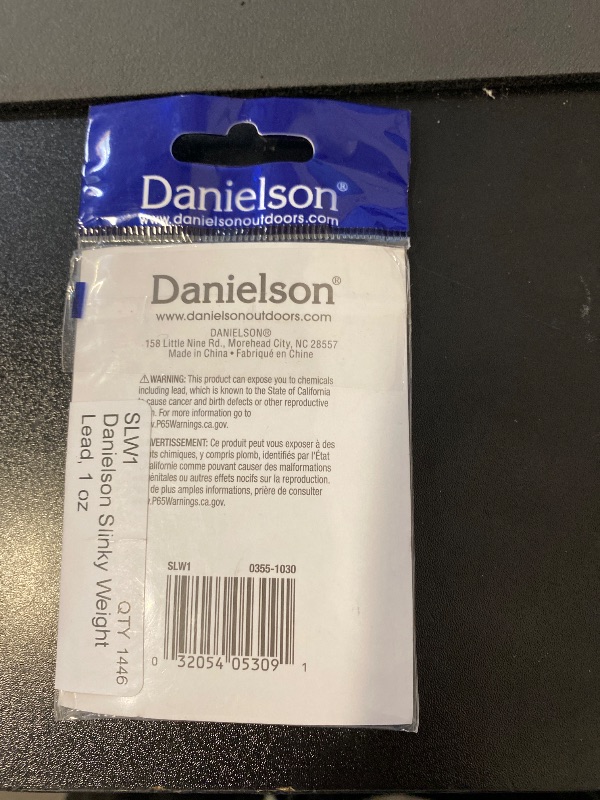 Danielson®
www.danielsonoutdoors.com
Danielson®
www.danielsonoutdoors.com
DANIELSON®
158 Little Nine Rd., Morehead City, NC 28557
Made in China • Fabriqué en Chine
⚠WARNING: This product can expose you to chemicals
including lead, which is known to the State of California
cause cancer and birth defects or other reproductive
For more information go to
.P65Warnings.ca.gov.
VERTISSEMENT: Ce produit peut vous exposer à des
ts chimiques, y compris plomb, identifiés par l'État
alifornie comme pouvant causer des malformations
énitales ou autres effets nocifs sur la reproduction.
de plus amples informations, prière de consulter
.P65Warnings.ca.gov.
SLW1 0355-1030
0 32054 05309 1
SLW1 QTY 1446
Danielson Slinky Weight
Lead, 1 oz